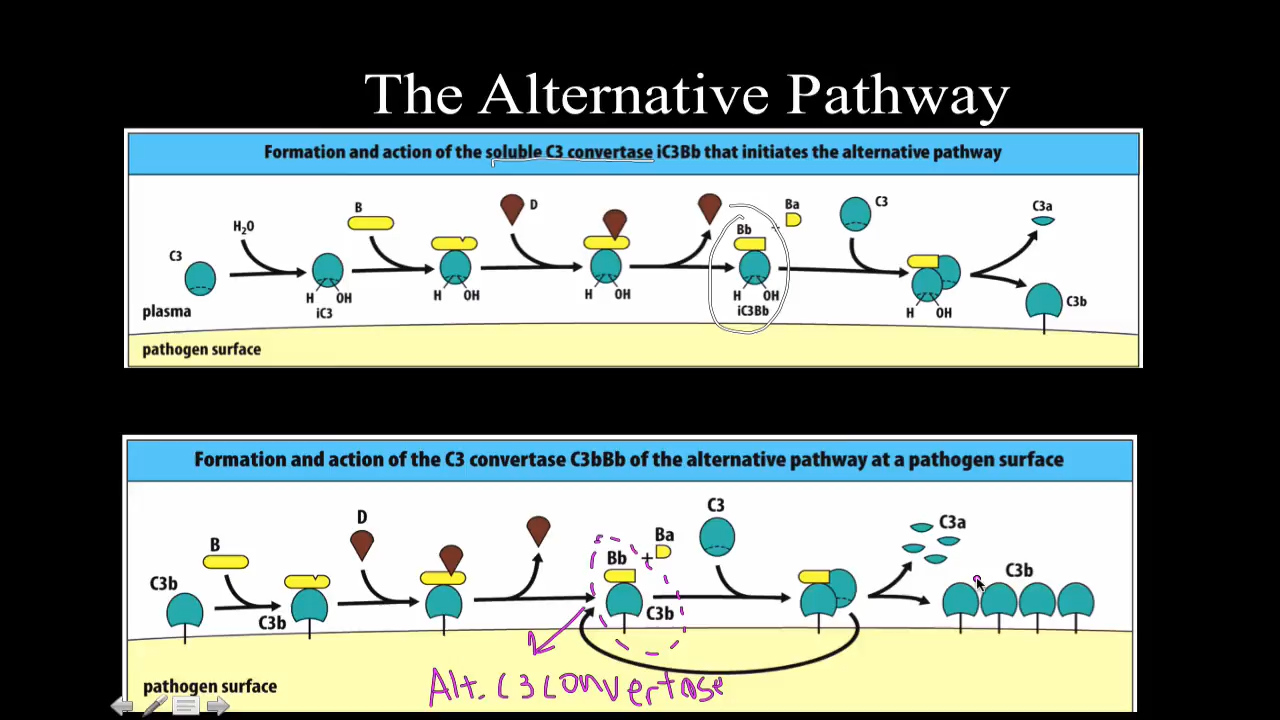 The Alternative Pathway
Formation and action of the soluble C3 convertase iC3Bb that initiates the alternative pathway
H2O
B
D
Ba
C3
C3a
C3
Bb
H OH
H OH
H OH
H OH
H OH
iC3
iC3Bb
C3b
plasma
pathogen surface
Formation and action of the C3 convertase C3bBb of the alternative pathway at a pathogen surface
B
D
Bb + Ba
C3
C3a
C3b
C3b
C3b
C3b
pathogen surface
Alt. C3 convertase